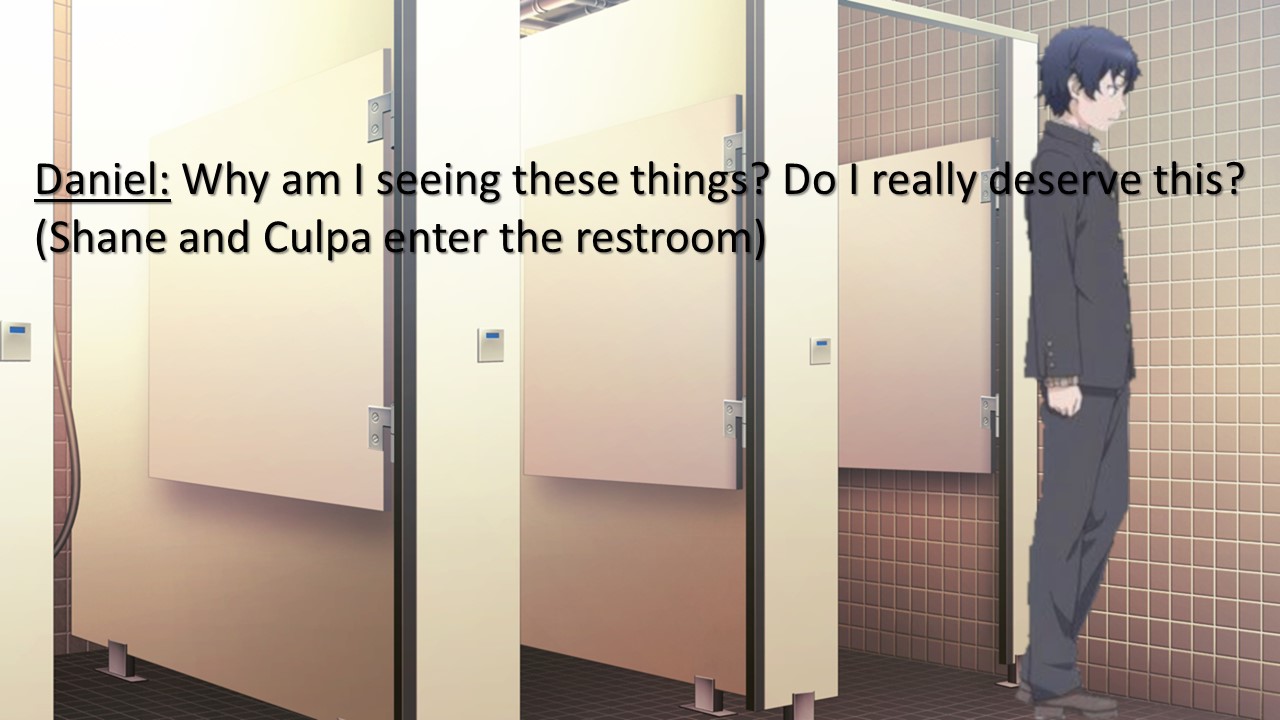 Daniel: Why am I seeing these things? Do I really deserve this?
(Shane and Culpa enter the restroom)